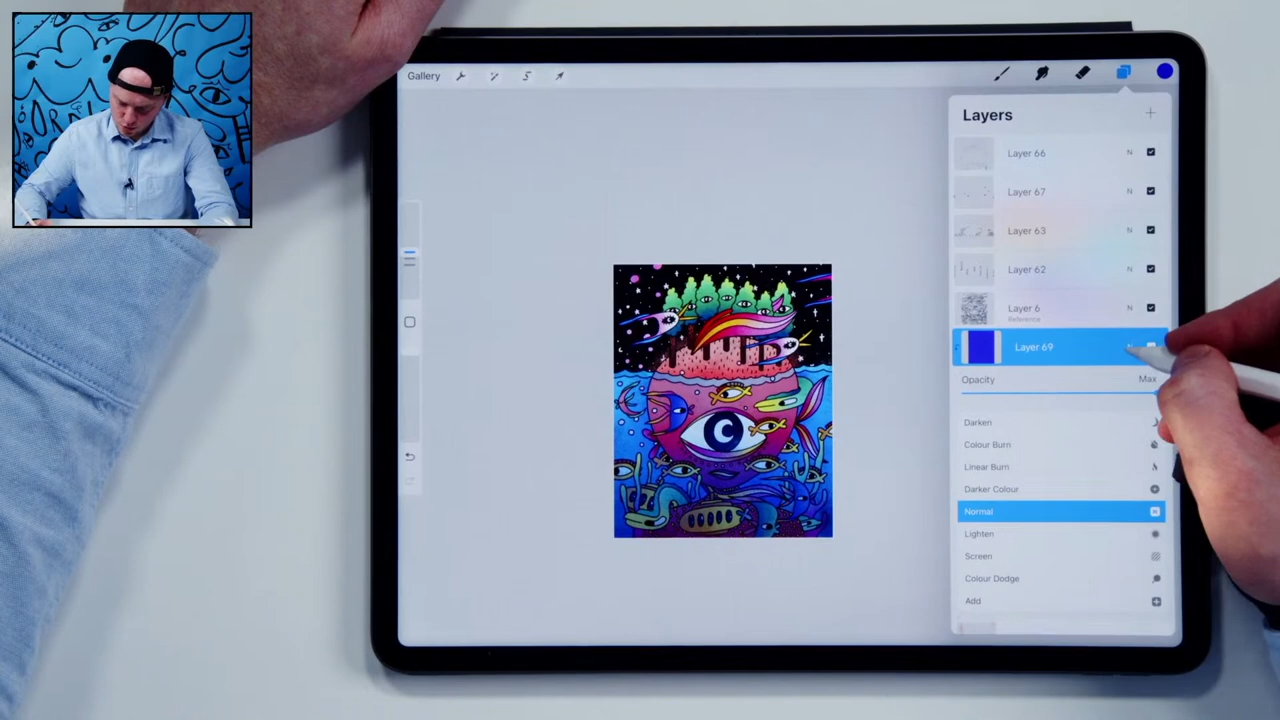 Gallery
Layers
Layer 66 N
Layer 67 N
Layer 63 N
Layer 62 N
Layer 6 N
Reference
Layer 69
Opacity Max
Darken
Colour Burn
Linear Burn
Darker Colour
Normal N
Lighten
Screen
Colour Dodge
Add